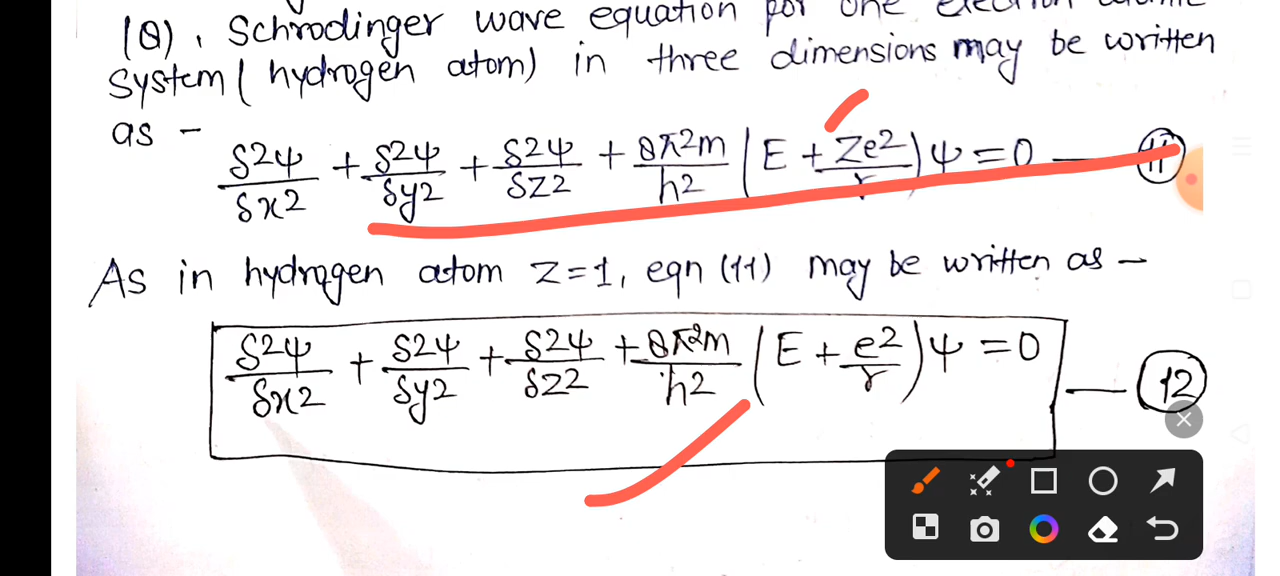 (Q). Schrodinger wave equation for one electron atomic
System (hydrogen atom) in three dimensions may be written
as -
δ2ψ/δx2 + δ2ψ/δy2 + δ2ψ/δz2 + 8π2m/h2 (E + Ze2/r) ψ = 0 — (11)
As in hydrogen atom Z=1, eqn (11) may be written as -
δ2ψ/δx2 + δ2ψ/δy2 + δ2ψ/δz2 + 8π2m/h2 (E + e2/r) ψ = 0 — (12)